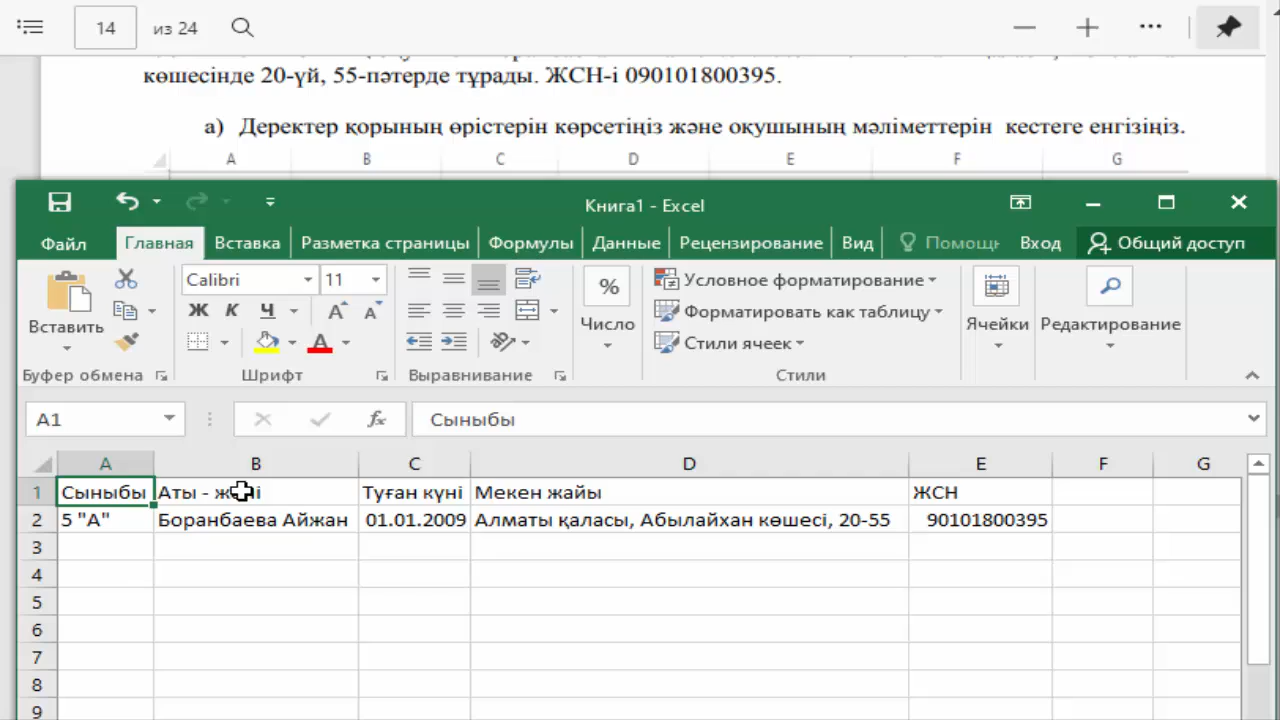 14 из 24
көшесінде 20-үй, 55-пәтерде тұрады. ЖСН-і 090101800395.
а) Деректер қорының өрістерін көрсетіңіз және оқушының мәліметтерін кестеге енгізіңіз.
A B C D E F G
Книга1 - Excel
Файл Главная Вставка Разметка страницы Формулы Данные Рецензирование Вид Помощь Вход Общий доступ
Calibri 11 % Условное форматирование
Вставить Ж К Ч Число Форматировать как таблицу Ячейки Редактирование
Стили ячеек
Буфер обмена Шрифт Выравнивание Стили
A1 fx Сыныбы
A B C D E F G
1 Сыныбы Аты - жөні Туған күні Мекен жайы ЖСН
2 5 "А" Боранбаева Айжан 01.01.2009 Алматы қаласы, Абылайхан көшесі, 20-55 90101800395
3
4
5
6
7
8
9